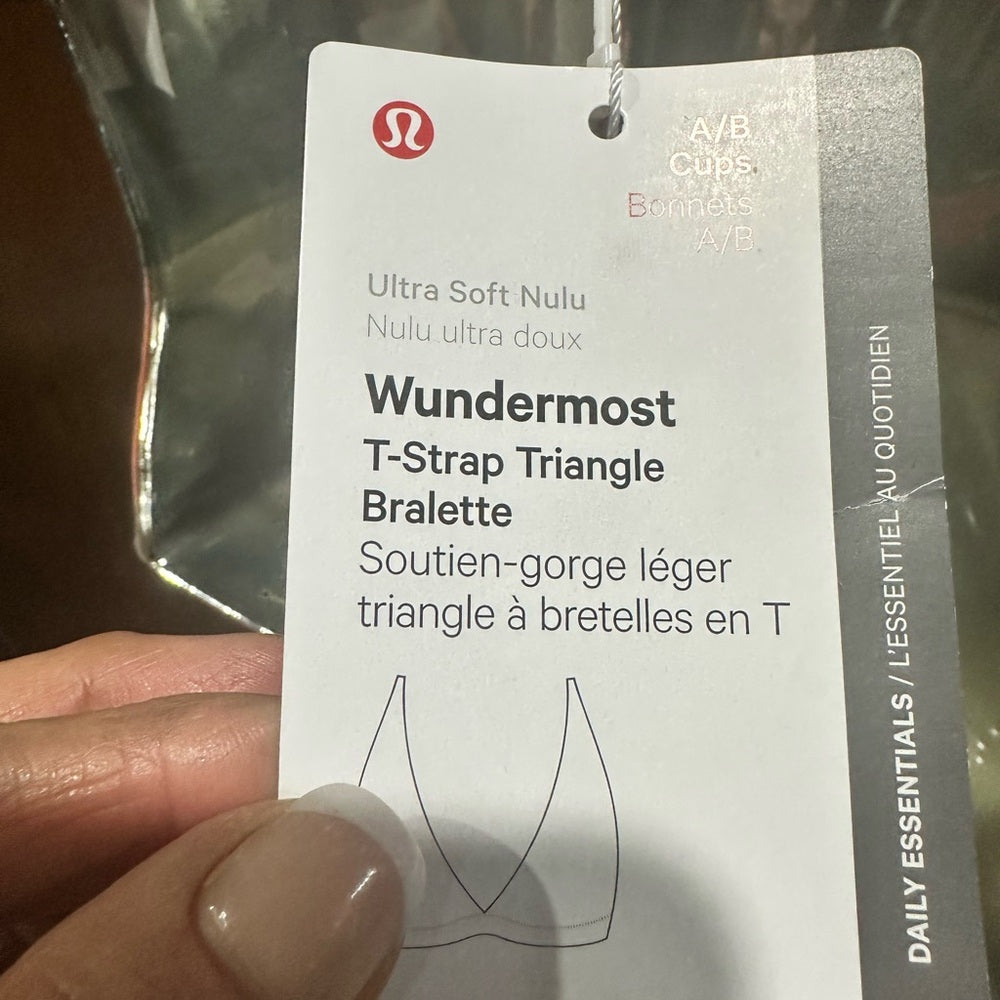 A/B
Cups.
Bonnets
A/B.
Ultra Soft Nulu
Nulu ultra doux
Wundermost
T-Strap Triangle
Bralette
Soutien-gorge léger
triangle à bretelles en T
DAILY ESSENTIALS / L'ESSENTIEL AU QUOTIDIEN